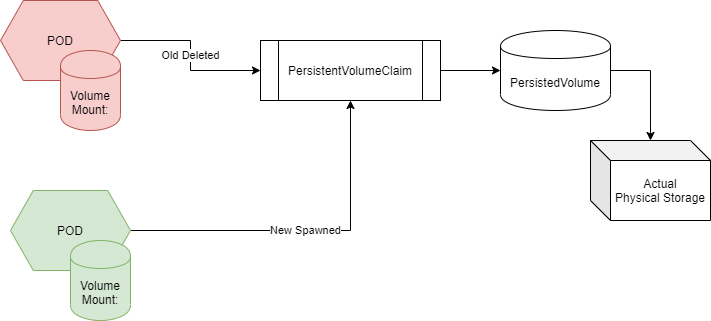 POD
Volume
Mount:
Old Deleted
PersistentVolumeClaim
PersistedVolume
Actual
Physical Storage
POD
Volume
Mount:
New Spawned